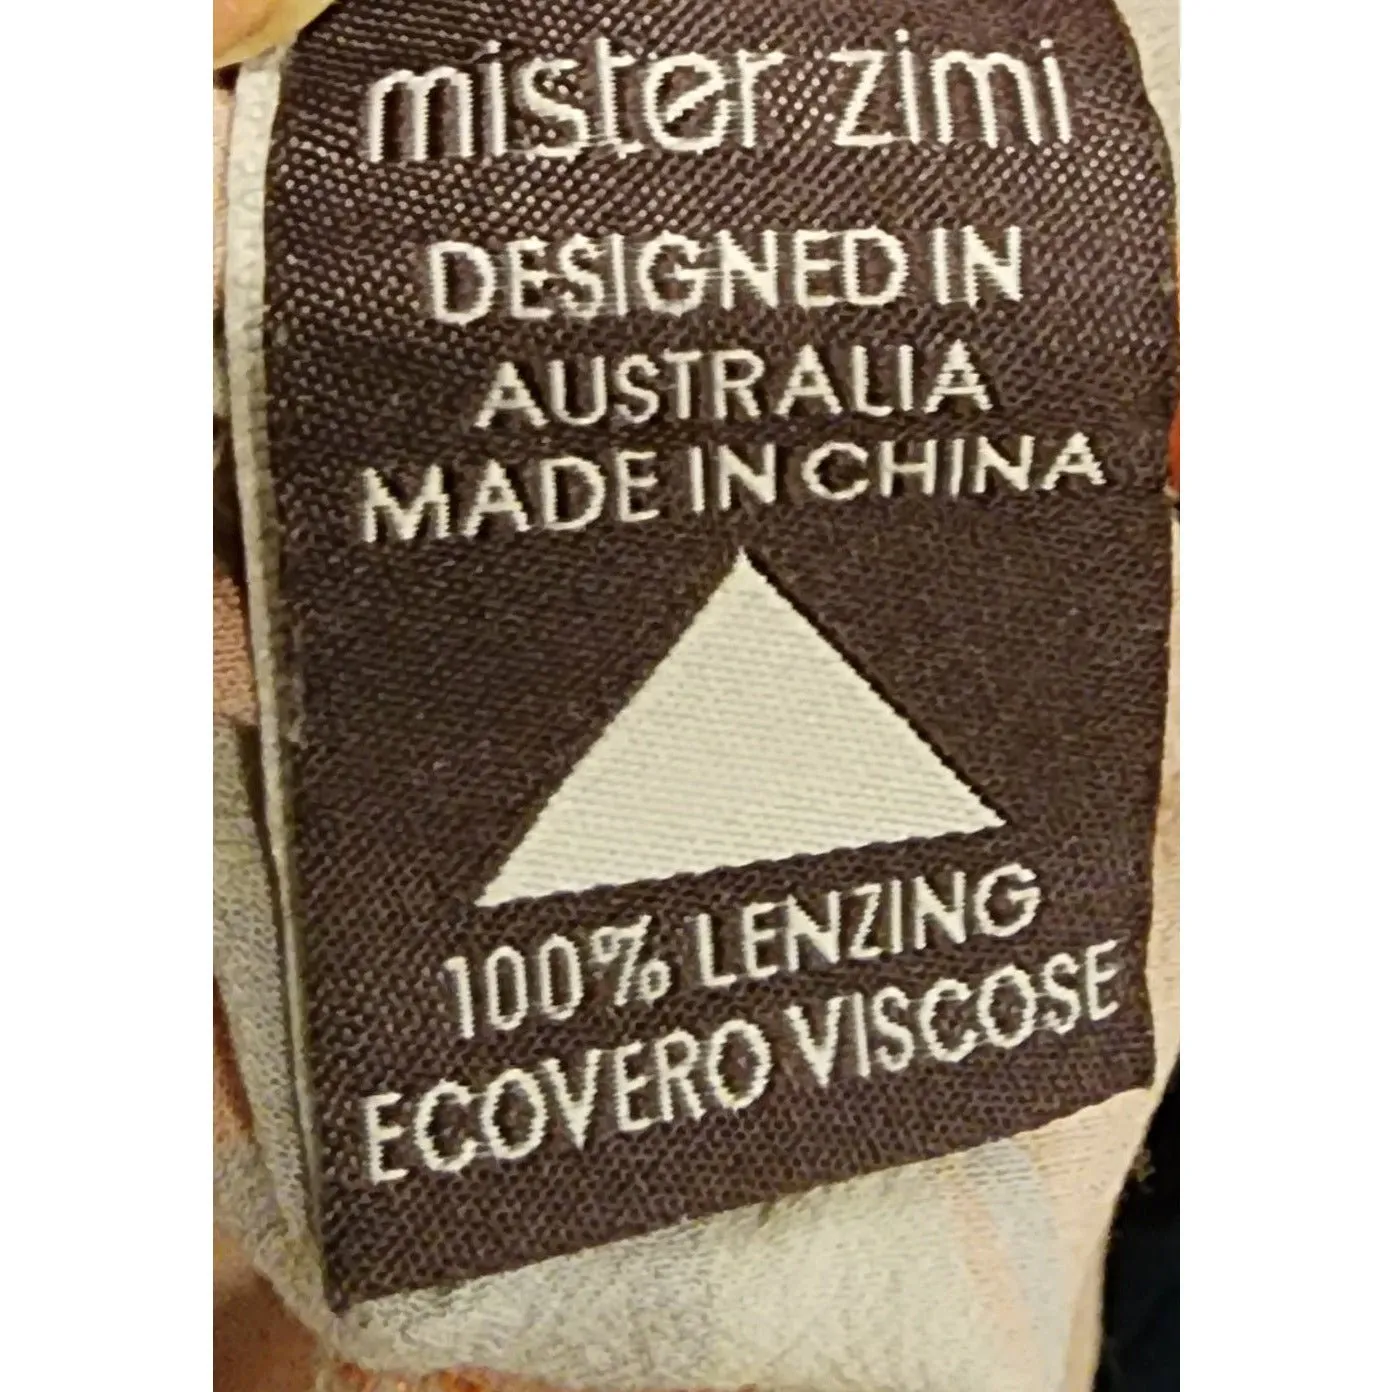 mister zimi
DESIGNED IN
AUSTRALIA
MADE IN CHINA
100% LENZING
ECOVERO VISCOSE